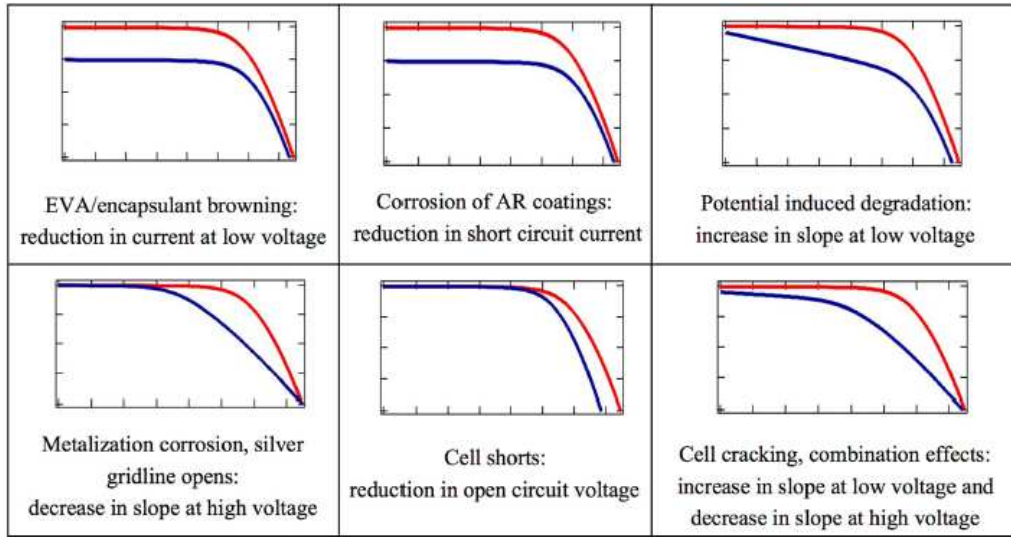 EVA/encapsulant browning:
reduction in current at low voltage
Corrosion of AR coatings:
reduction in short circuit current
Potential induced degradation:
increase in slope at low voltage
Metalization corrosion, silver
gridline opens:
decrease in slope at high voltage
Cell shorts:
reduction in open circuit voltage
Cell cracking, combination effects:
increase in slope at low voltage and
decrease in slope at high voltage